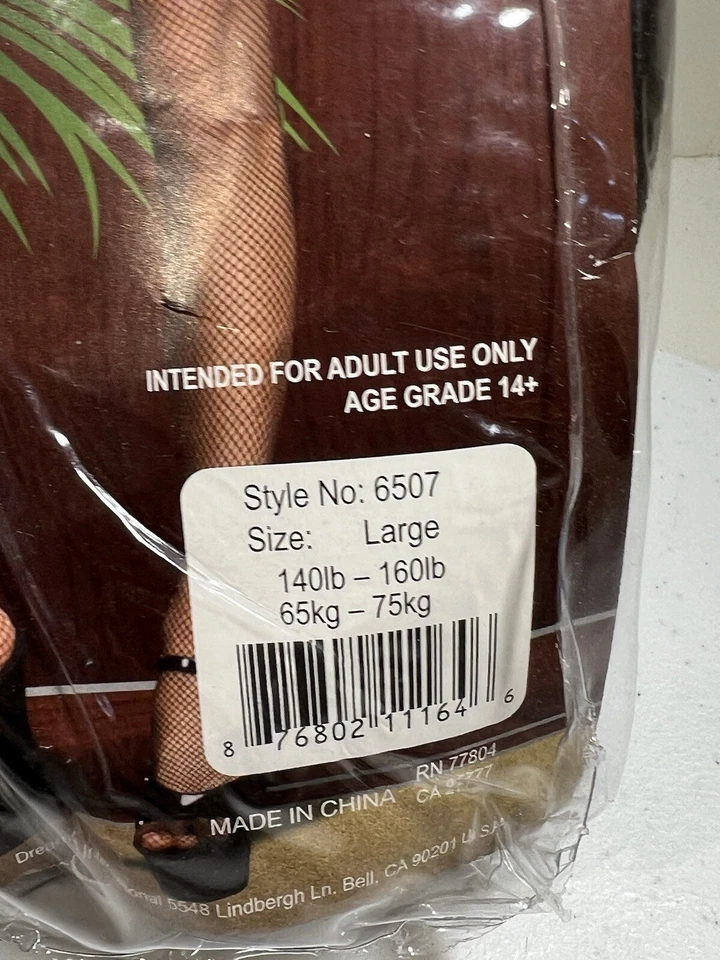 INTENDED FOR ADULT USE ONLY
AGE GRADE 14+
Style No: 6507
Size: Large
140lb – 160lb
65kg – 75kg
8 76802 11164 6
RN 77804
MADE IN CHINA CA
5548 Lindbergh Ln. Bell, CA 90201 U.S.A.